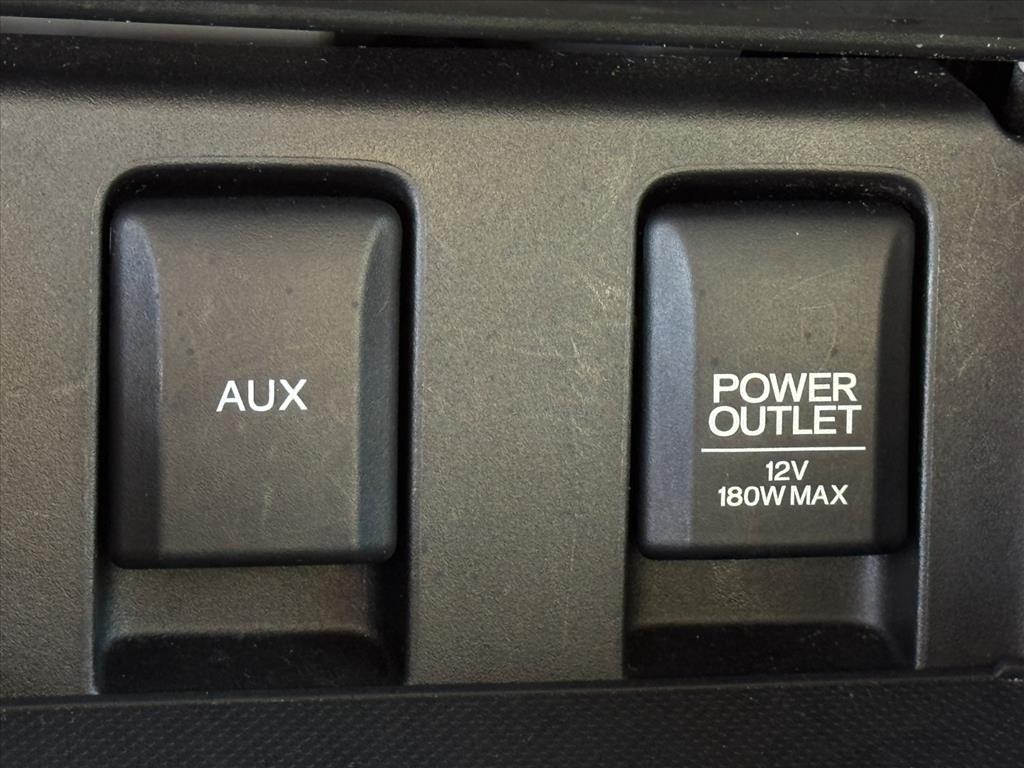 AUX
POWER
OUTLET
12V
180W MAX